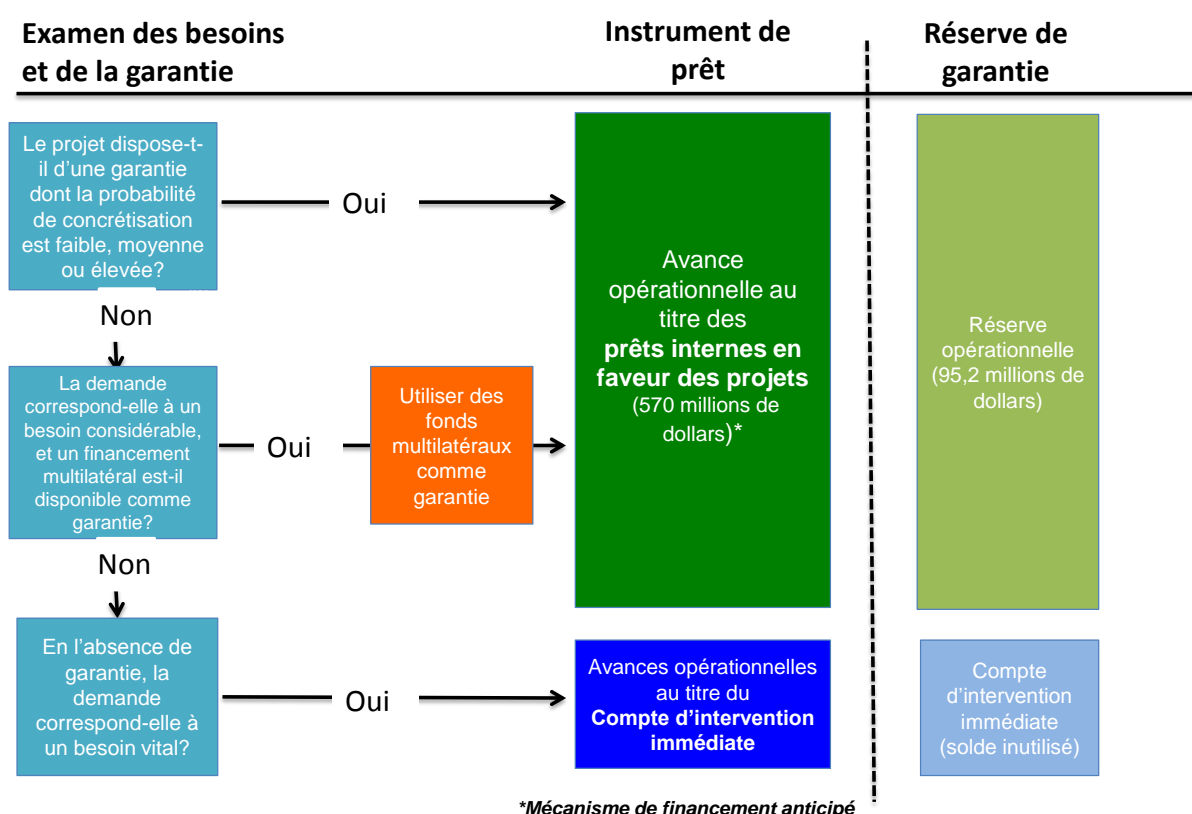 Examen des besoins
et de la garantie
Instrument de
prêt
Réserve de
garantie
Le projet dispose-t-
il d'une garantie
dont la probabilité
de concrétisation
est faible, moyenne
ou élevée?
Oui
Non
La demande
correspond-elle à un
besoin considérable,
et un financement
multilatéral est-il
disponible comme
garantie?
Oui
Utiliser des
fonds
multilatéraux
comme
garantie
Non
En l'absence de
garantie, la
demande
correspond-elle à
un besoin vital?
Oui
Avance
opérationnelle au
titre des
prêts internes en
faveur des projets
(570 millions de
dollars)*
Avances opérationnelles
au titre du
Compte d'intervention
immédiate
Réserve
opérationnelle
(95,2 millions de
dollars)
Compte
d'intervention
immédiate
(solde inutilisé)
*Mécanisme de financement anticipé